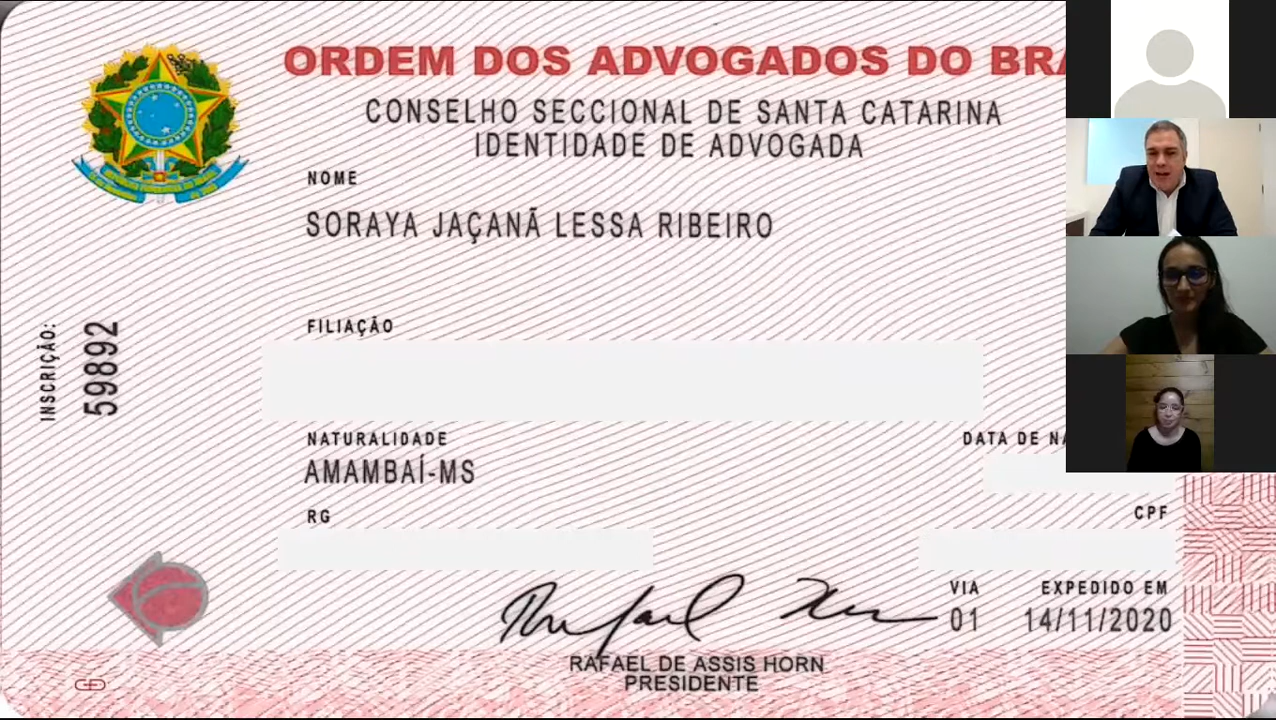 ORDEM DOS ADVOGADOS DO BRA
CONSELHO SECCIONAL DE SANTA CATARINA
IDENTIDADE DE ADVOGADA
NOME
SORAYA JAÇANÃ LESSA RIBEIRO
FILIAÇÃO
INSCRIÇÃO:
59892
NATURALIDADE
AMAMBAÍ-MS
DATA DE NA
RG
CPF
VIA
01
EXPEDIDO EM
14/11/2020
RAFAEL DE ASSIS HORN
PRESIDENTE